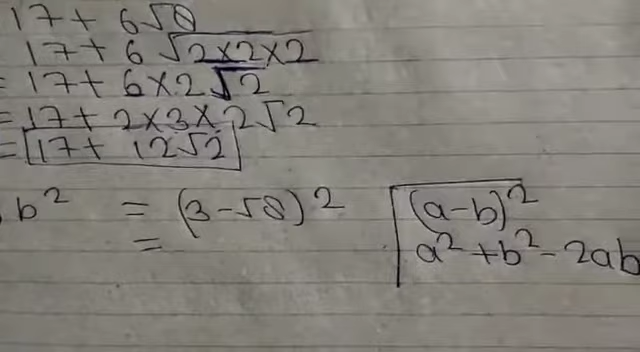 17 + 6√8
17 + 6√2×2×2
= 17 + 6×2√2
= 17 + 2×3×2√2
= 17 + 12√2
b² = (3-√8)²
=
(a-b)²
a²+b²-2ab